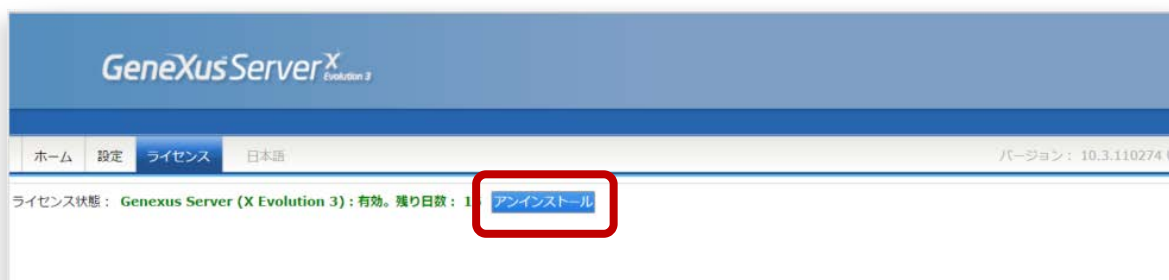 GeneXus Server X
Evolution 3
ホーム 設定 ライセンス 日本語 バージョン： 10.3.110274
ライセンス状態： Genexus Server (X Evolution 3) : 有効。残り日数： アンインストール